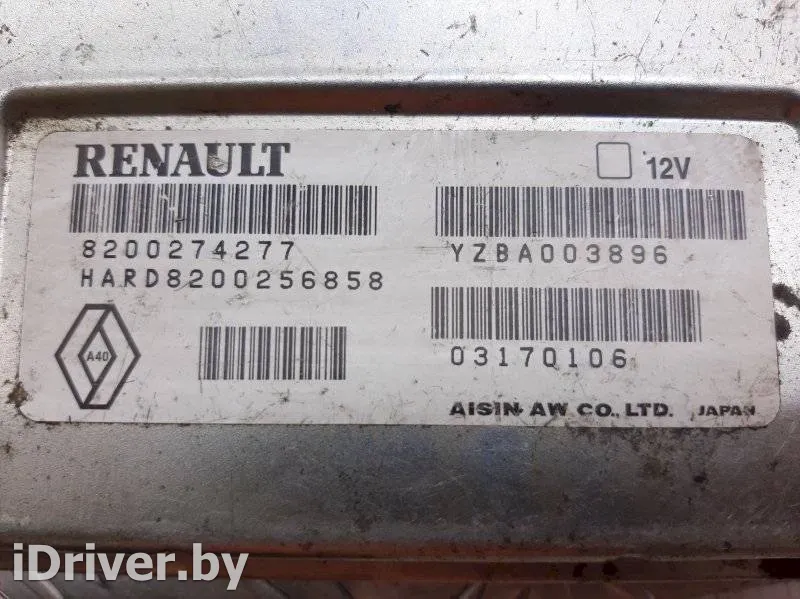 RENAULT
12V
8200274277
YZBA003896
HARD8200256858
A40
03170106
AISIN AW CO., LTD. JAPAN
iDriver.by